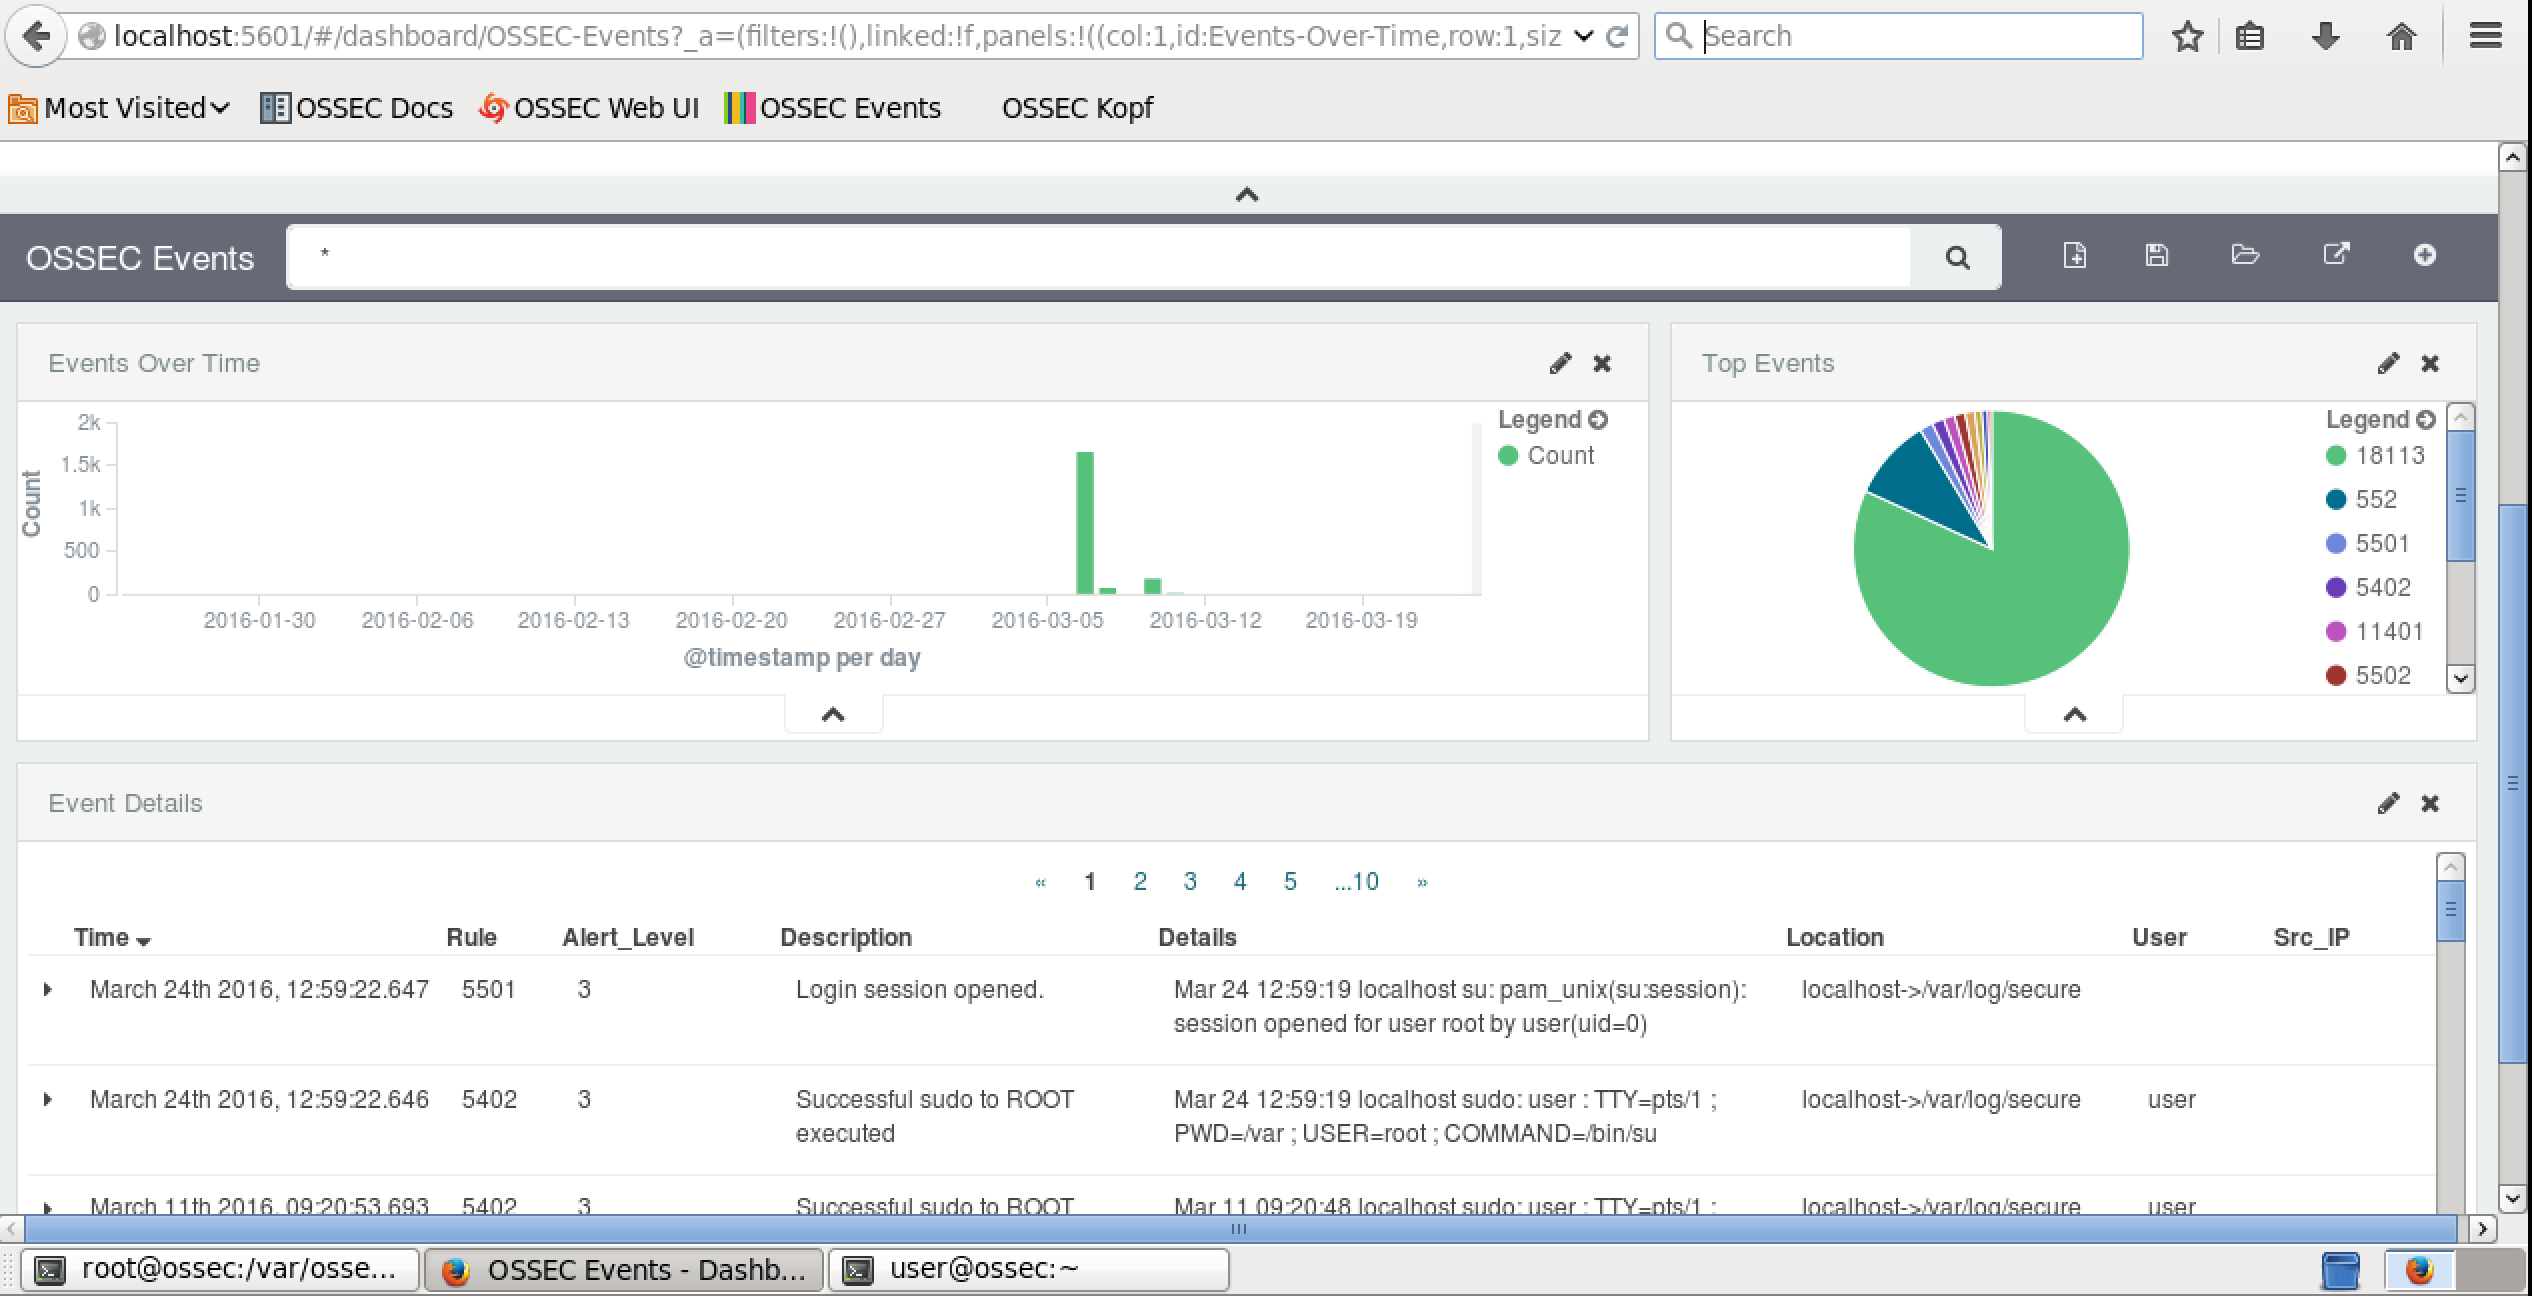 localhost:5601/#/dashboard/OSSEC-Events?_a=(filters:!(),linked:!f,panels:!((col:1,id:Events-Over-Time,row:1,siz
Search
Most Visited OSSEC Docs OSSEC Web UI OSSEC Events OSSEC Kopf
OSSEC Events *
Events Over Time
Count
2k
1.5k
1k
500
0
2016-01-30 2016-02-06 2016-02-13 2016-02-20 2016-02-27 2016-03-05 2016-03-12 2016-03-19
@timestamp per day
Legend
Count
Top Events
Legend
18113
552
5501
5402
11401
5502
Event Details
« 1 2 3 4 5 ...10 »
Time Rule Alert_Level Description Details Location User Src_IP
March 24th 2016, 12:59:22.647 5501 3 Login session opened. Mar 24 12:59:19 localhost su: pam_unix(su:session): localhost->/var/log/secure
session opened for user root by user(uid=0)
March 24th 2016, 12:59:22.646 5402 3 Successful sudo to ROOT Mar 24 12:59:19 localhost sudo: user : TTY=pts/1 ; localhost->/var/log/secure user
executed PWD=/var ; USER=root ; COMMAND=/bin/su
March 11th 2016, 09:20:53.693 5402 3 Successful sudo to ROOT Mar 11 09:20:48 localhost sudo: user : TTY=pts/1 ; localhost->/var/log/secure user
root@ossec:/var/osse... OSSEC Events - Dashb... user@ossec:~